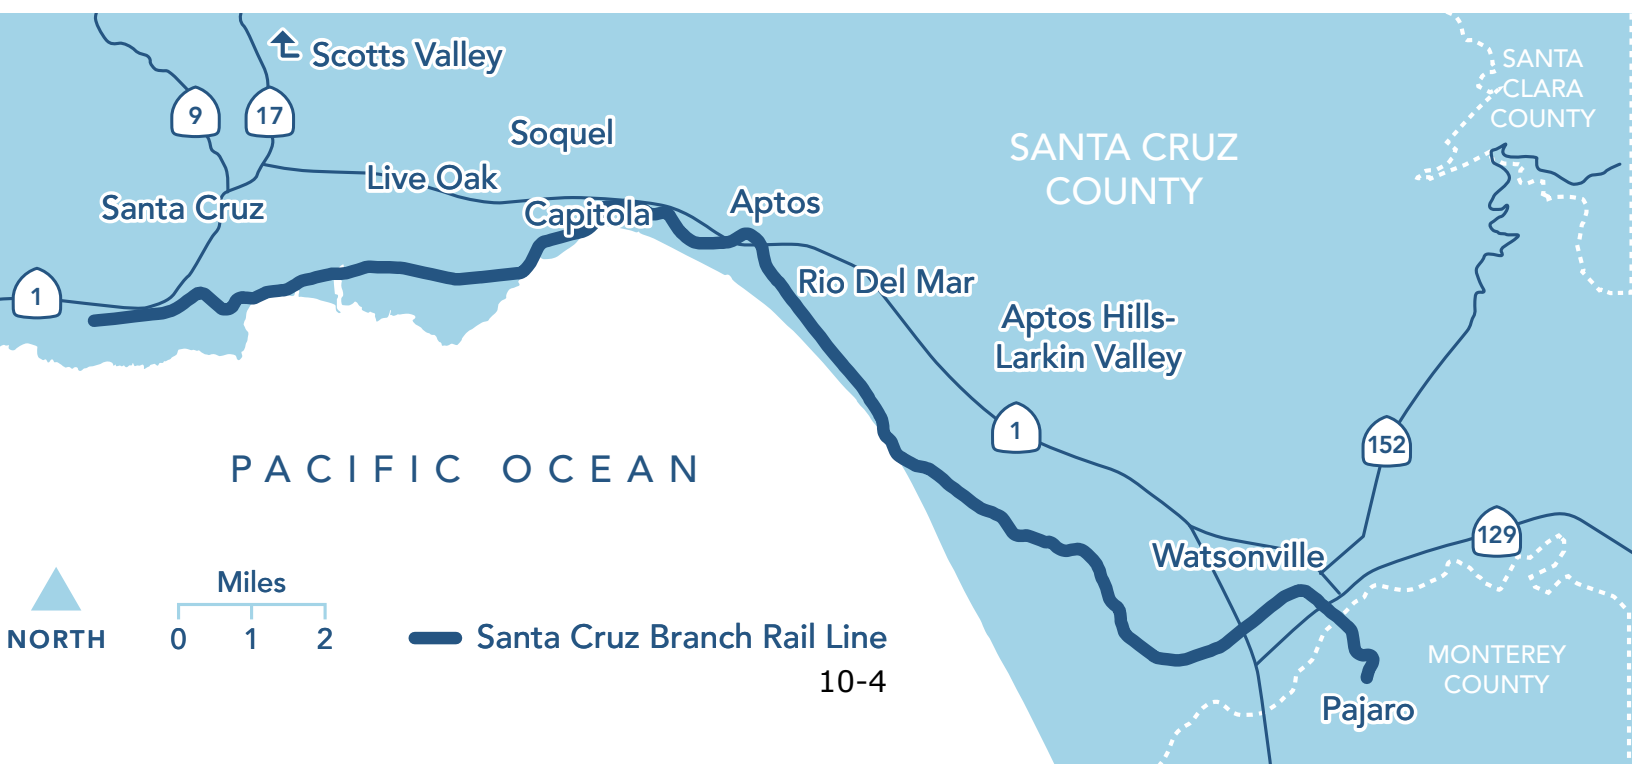 Scotts Valley
SANTA
CLARA
COUNTY
9
17
Soquel
SANTA CRUZ
COUNTY
Live Oak
Santa Cruz
Capitola
Aptos
1
Rio Del Mar
Aptos Hills-
Larkin Valley
1
152
PACIFIC OCEAN
129
Watsonville
Miles
0 1 2
NORTH
Santa Cruz Branch Rail Line
10-4
MONTEREY
COUNTY
Pajaro